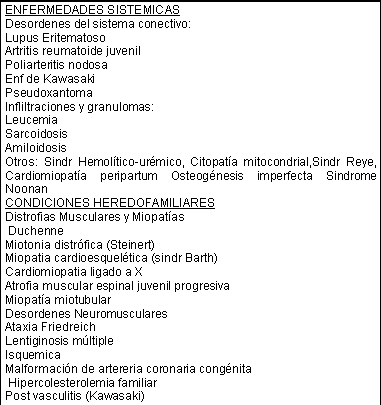 ENFERMEDADES SISTEMICAS
Desordenes del sistema conectivo:
Lupus Eritematoso
Artritis reumatoide juvenil
Poliarteritis nodosa
Enf de Kawasaki
Pseudoxantoma
Infliltraciones y granulomas:
Leucemia
Sarcoidosis
Amiloidosis
Otros: Sindr Hemolítico-urémico, Citopatía mitocondrial,Sindr Reye,
Cardiomiopatía peripartum Osteogénesis imperfecta Sindrome
Noonan
CONDICIONES HEREDOFAMILIARES
Distrofias Musculares y Miopatías
Duchenne
Miotonia distrófica (Steinert)
Miopatia cardioesquelética (sindr Barth)
Cardiomiopatia ligado a X
Atrofia muscular espinal juvenil progresiva
Miopatía miotubular
Desordenes Neuromusculares
Ataxia Friedreich
Lentiginosis múltiple
Isquemica
Malformación de artereria coronaria congénita
Hipercolesterolemia familiar
Post vasculitis (Kawasaki)